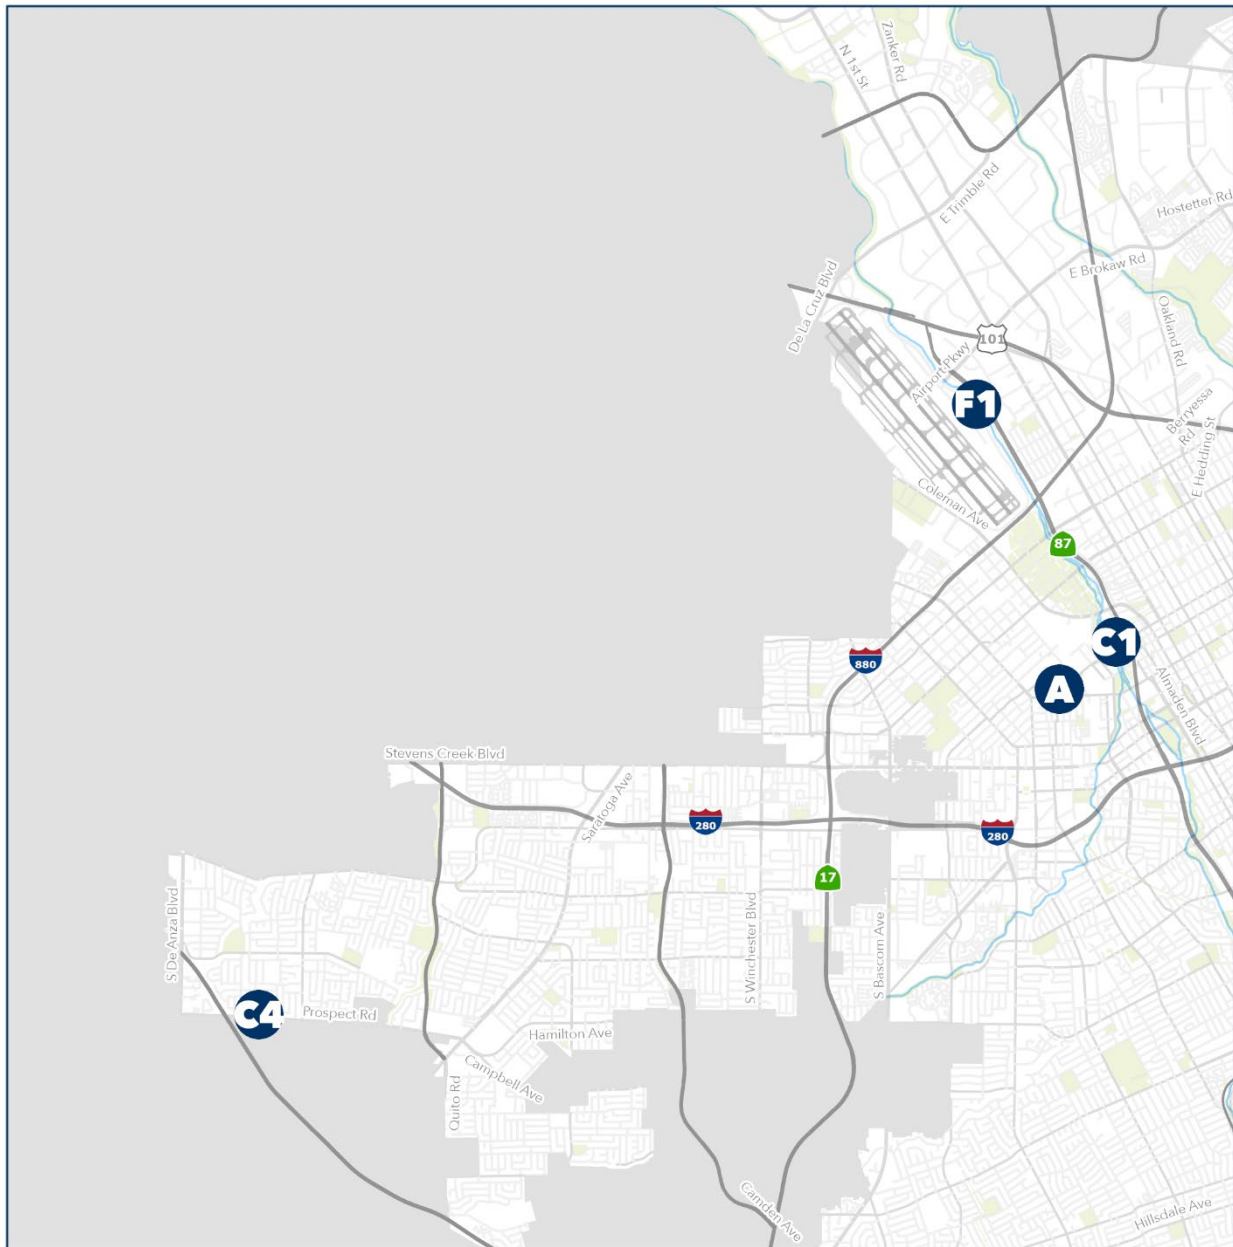 N 1st St
Zanker Rd
E Trimble Rd
Hostetter Rd
E Brokaw Rd
De La Cruz Blvd
Oakland Rd
101
Airport Pkwy
F1
Berryessa
Rd
E Hedding St
Coleman Ave
87
C1
880
A
Almaden Blvd
Stevens Creek Blvd
Saratoga Ave
280
280
17
S De Anza Blvd
S Winchester Blvd
S Bascom Ave
C4
Prospect Rd
Hamilton Ave
Campbell Ave
Quito Rd
Camden Ave
Hillsdale Ave